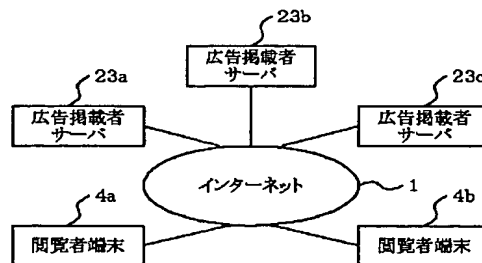 23b
広告掲載者
サーバ
23a
広告掲載者
サーバ
23c
広告掲載者
サーバ
インターネット
1
4a
閲覧者端末
4b
閲覧者端末